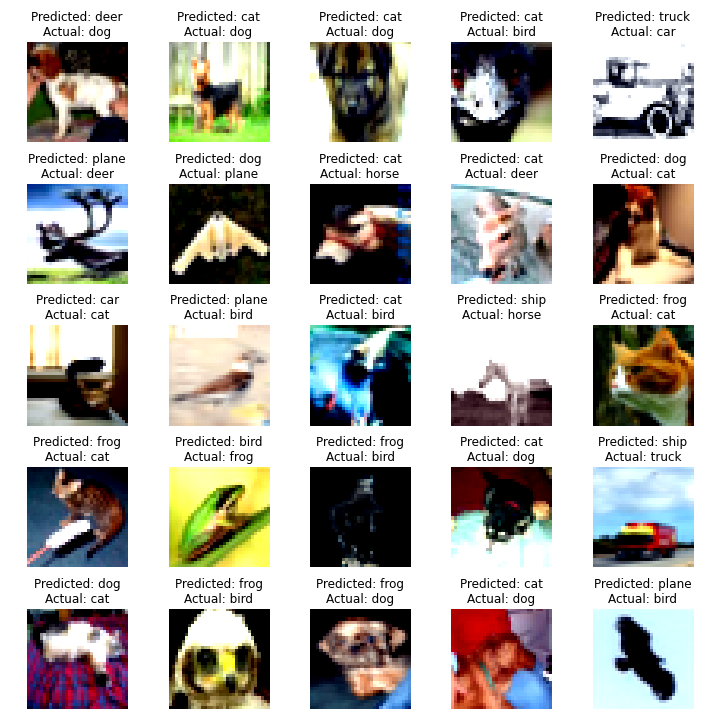 Predicted: deer
Actual: dog
Predicted: cat
Actual: dog
Predicted: cat
Actual: dog
Predicted: cat
Actual: bird
Predicted: truck
Actual: car
Predicted: plane
Actual: deer
Predicted: dog
Actual: plane
Predicted: cat
Actual: horse
Predicted: cat
Actual: deer
Predicted: dog
Actual: cat
Predicted: car
Actual: cat
Predicted: plane
Actual: bird
Predicted: cat
Actual: bird
Predicted: ship
Actual: horse
Predicted: frog
Actual: cat
Predicted: frog
Actual: cat
Predicted: bird
Actual: frog
Predicted: frog
Actual: bird
Predicted: cat
Actual: dog
Predicted: ship
Actual: truck
Predicted: dog
Actual: cat
Predicted: frog
Actual: bird
Predicted: frog
Actual: dog
Predicted: cat
Actual: dog
Predicted: plane
Actual: bird